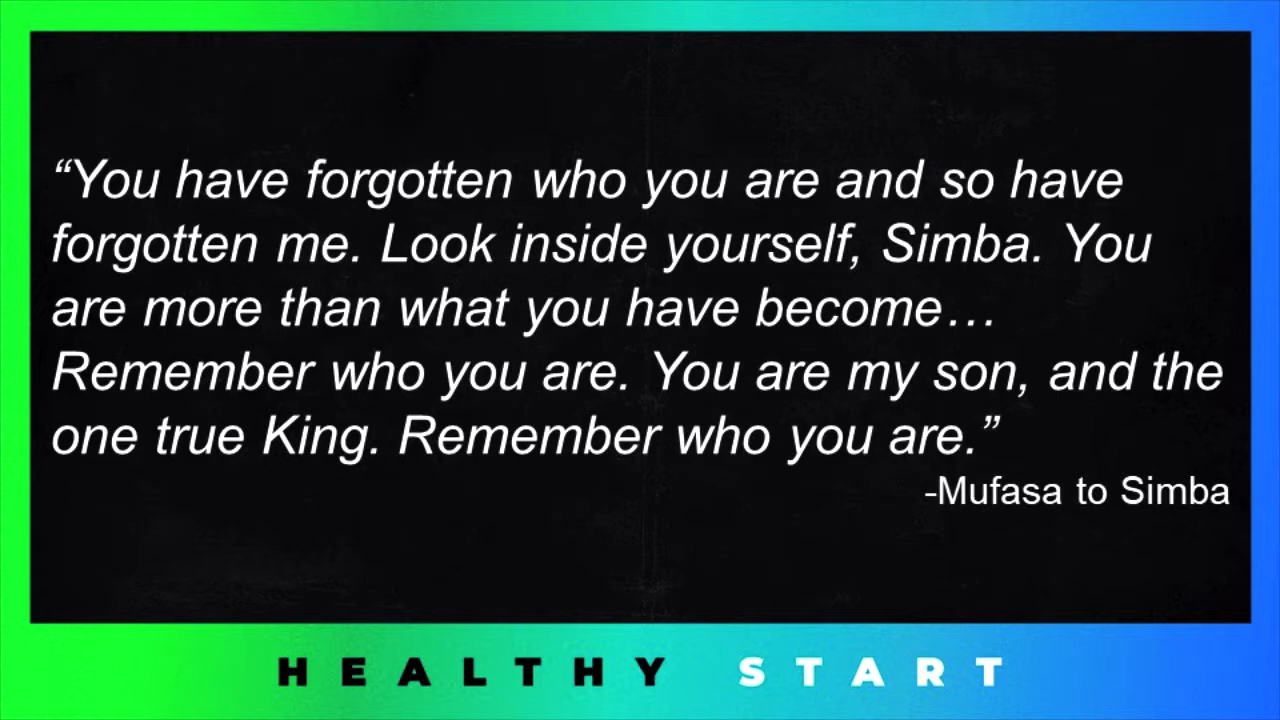 “You have forgotten who you are and so have
forgotten me. Look inside yourself, Simba. You
are more than what you have become…
Remember who you are. You are my son, and the
one true King. Remember who you are.”
-Mufasa to Simba
HEALTHY START